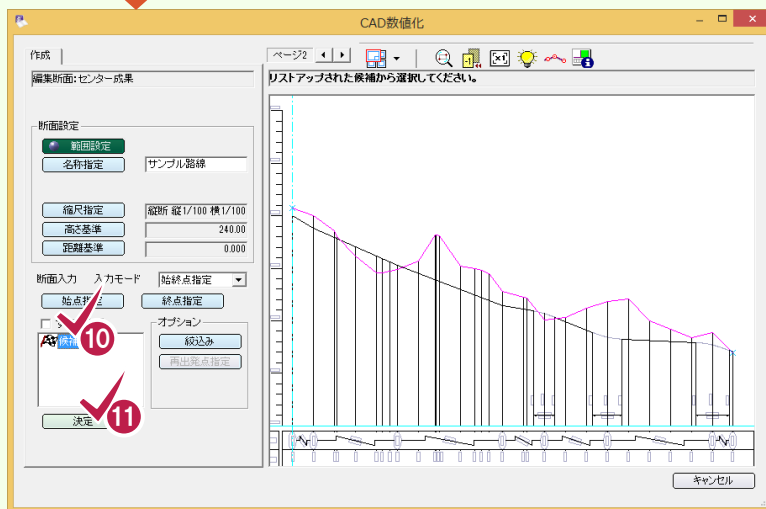 CAD数値化
作成
ページ2
編集断面:センター成果
リストアップされた候補から選択してください。
断面設定
範囲設定
名称指定 サンプル路線
縮尺指定 縦断 縦1/100 横1/100
高さ基準 240.00
距離基準 0.000
断面入力 入力モード 始終点指定
始点指定 終点指定
オプション
10
候補
絞込み
再出発点指定
11
決定
キャンセル